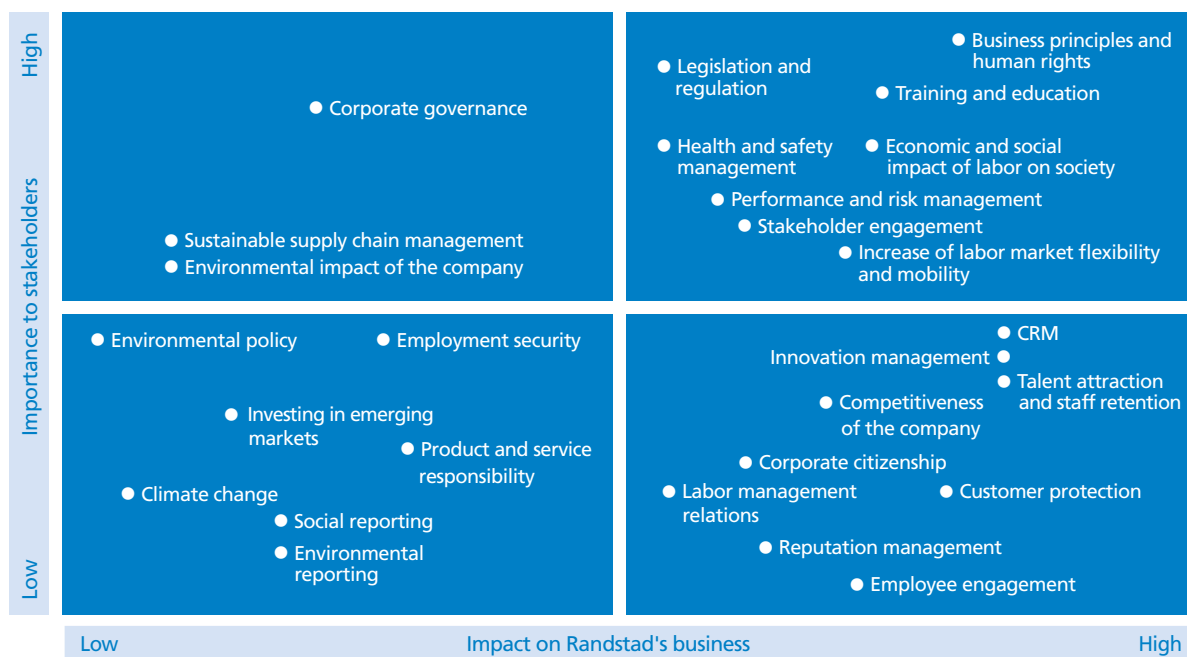 High
Importance to stakeholders
Low
Corporate governance
Sustainable supply chain management
Environmental impact of the company
Business principles and
human rights
Legislation and
regulation
Training and education
Health and safety
management
Economic and social
impact of labor on society
Performance and risk management
Stakeholder engagement
Increase of labor market flexibility
and mobility
Environmental policy
Employment security
Investing in emerging
markets
Product and service
responsibility
Climate change
Social reporting
Environmental
reporting
CRM
Innovation management
Talent attraction
and staff retention
Competitiveness
of the company
Corporate citizenship
Labor management
relations
Customer protection
Reputation management
Employee engagement
Low
Impact on Randstad's business
High